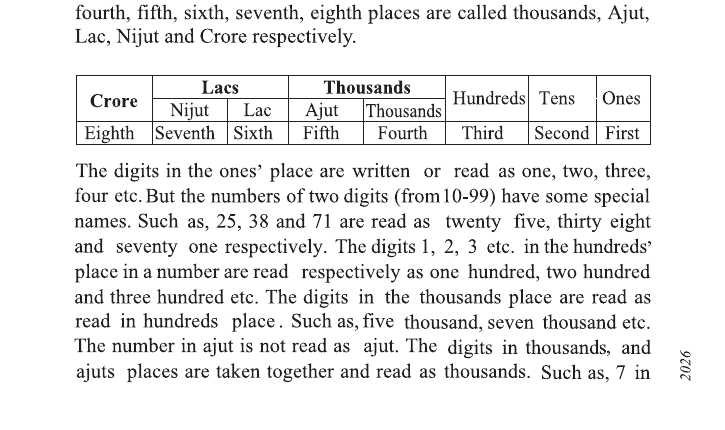 fourth, fifth, sixth, seventh, eighth places are called thousands, Ajut,
Lac, Nijut and Crore respectively.
Crore Lacs Thousands Hundreds Tens Ones
Nijut Lac Ajut Thousands
Eighth Seventh Sixth Fifth Fourth Third Second First
The digits in the ones’ place are written or read as one, two, three,
four etc. But the numbers of two digits (from 10-99) have some special
names. Such as, 25, 38 and 71 are read as twenty five, thirty eight
and seventy one respectively. The digits 1, 2, 3 etc. in the hundreds’
place in a number are read respectively as one hundred, two hundred
and three hundred etc. The digits in the thousands place are read as
read in hundreds place. Such as, five thousand, seven thousand etc.
The number in ajut is not read as ajut. The digits in thousands, and
ajuts places are taken together and read as thousands. Such as, 7 in
2026